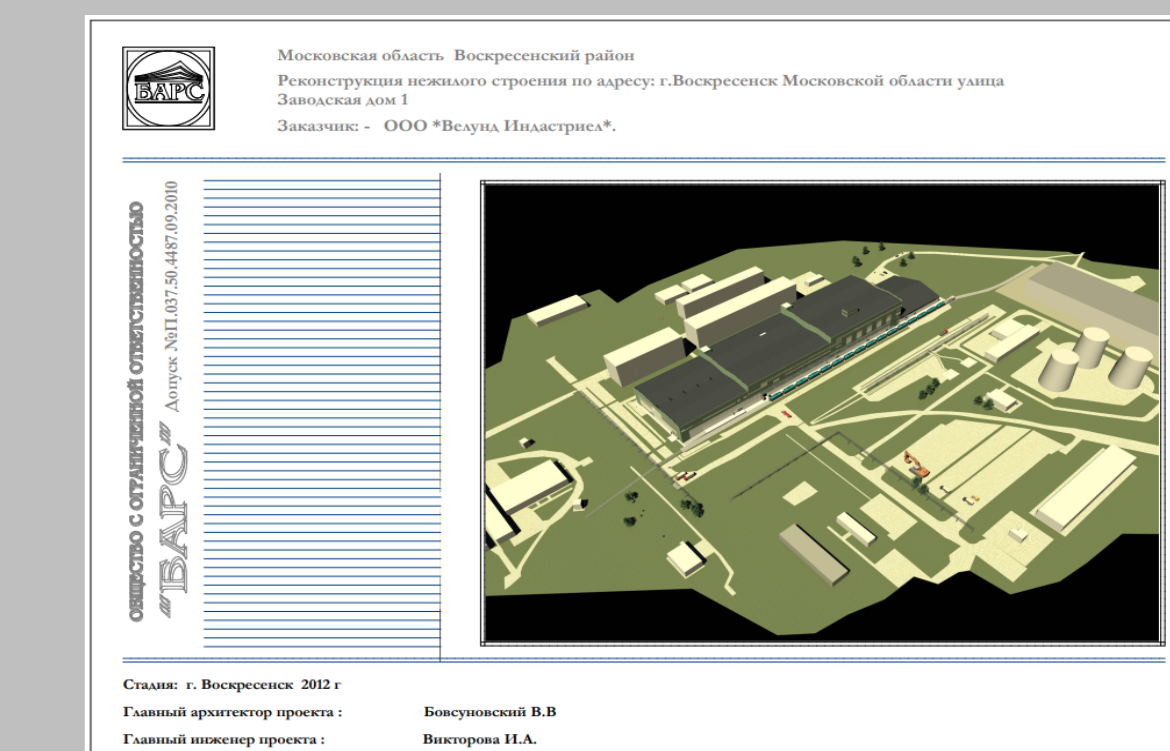 БАРС
Московская область Воскресенский район
Реконструкция нежилого строения по адресу: г.Воскресенск Московской области улица
Заводская дом 1
Заказчик: - ООО *Велунд Индастриел*.
ОБЩЕСТВО С ОГРАНИЧЕННОЙ ОТВЕТСТВЕННОСТЬЮ
"БАРС" Допуск №П.037.50.4487.09.2010
Стадия: г. Воскресенск 2012 г
Главный архитектор проекта : Бовсуновский В.В
Главный инженер проекта : Викторова И.А.